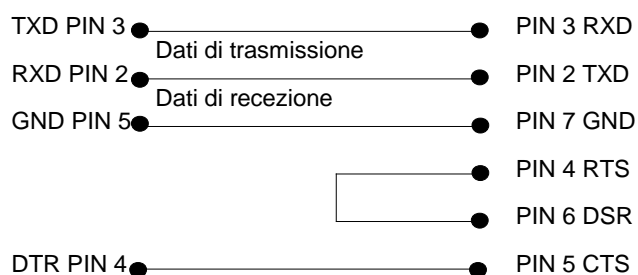 TXD PIN 3 PIN 3 RXD
Dati di trasmissione
RXD PIN 2 PIN 2 TXD
Dati di recezione
GND PIN 5 PIN 7 GND
PIN 4 RTS
PIN 6 DSR
DTR PIN 4 PIN 5 CTS